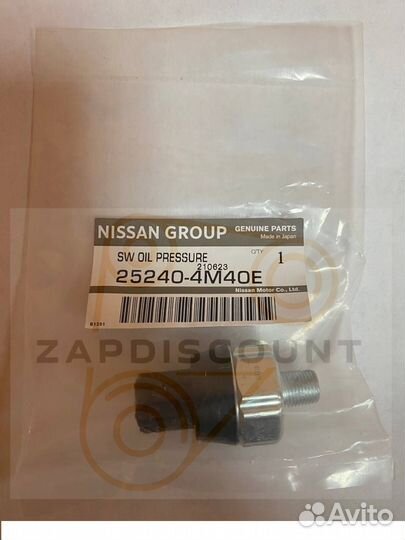 NISSAN GROUP
GENUINE PARTS
Made in Japan
SW OIL PRESSURE
Q'TY
1
210623
25240-4M40E
Nissan Motor Co., Ltd.
61201
ZAPDISCOUNT
Avito